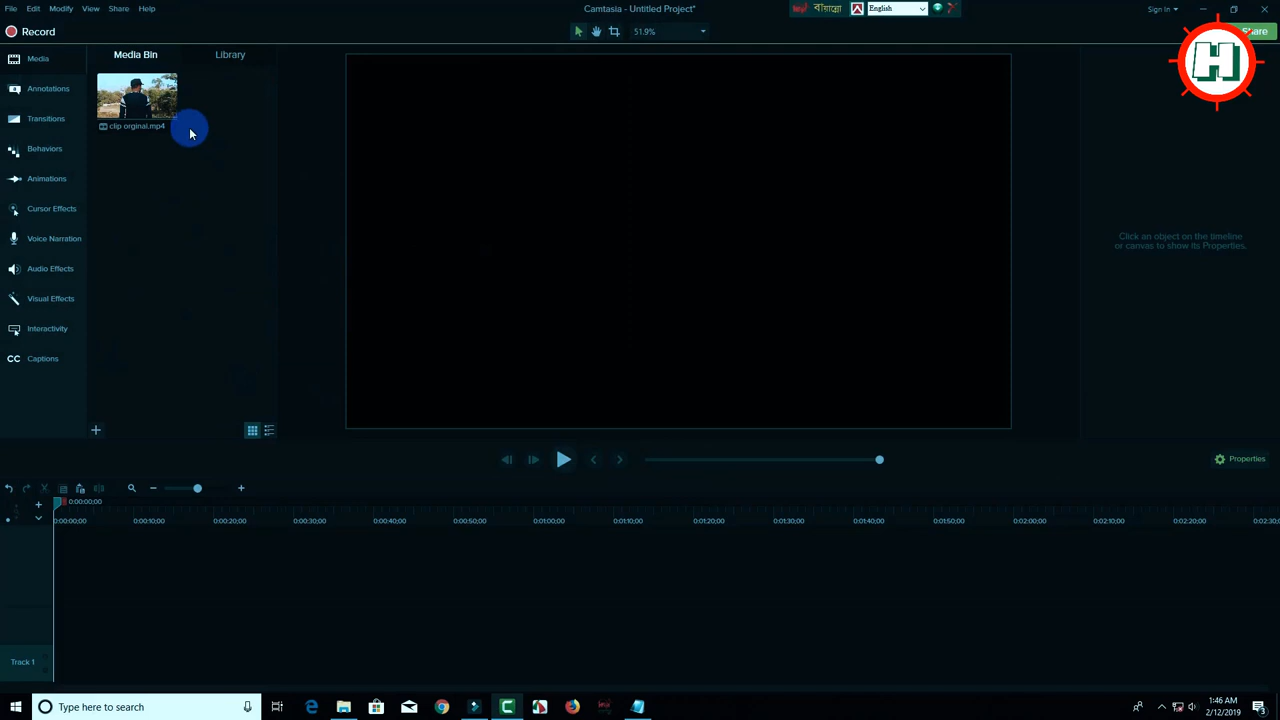 File Edit Modify View Share Help
Camtasia - Untitled Project*
বায়ান্নো
English
Sign In
Record
51.9%
Share
H
Media
Media Bin
Library
Annotations
clip orginal.mp4
Transitions
Behaviors
Animations
Cursor Effects
Voice Narration
Audio Effects
Visual Effects
Interactivity
CC Captions
Click an object on the timeline
or canvas to show its Properties.
Properties
0:00:00;00
0:00:00;00 0:00:10;00 0:00:20;00 0:00:30;00 0:00:40;00 0:00:50;00 0:01:00;00 0:01:10;00 0:01:20;00 0:01:30;00 0:01:40;00 0:01:50;00 0:02:00;00 0:02:10;00 0:02:20;00
Track 1
Type here to search
1:46 AM
2/12/2019
3